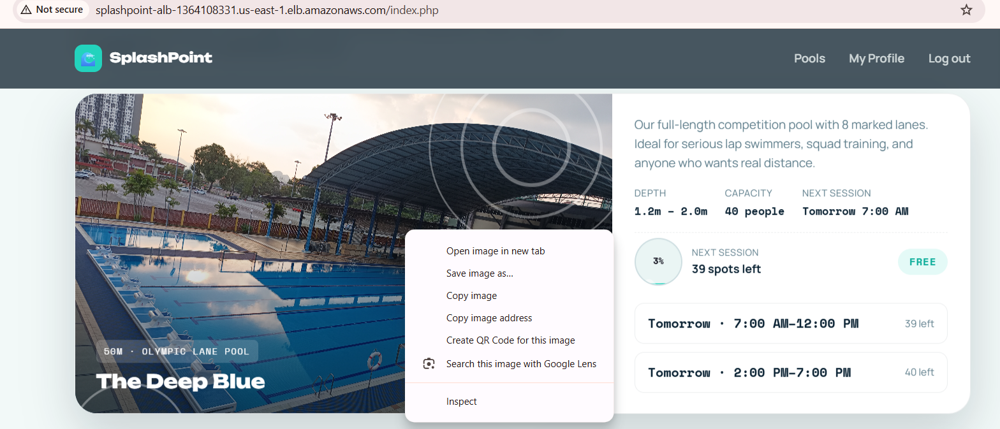 Not secure
splashpoint-alb-1364108331.us-east-1.elb.amazonaws.com/index.php
SplashPoint
Pools
My Profile
Log out
Our full-length competition pool with 8 marked lanes.
Ideal for serious lap swimmers, squad training, and
anyone who wants real distance.
DEPTH
CAPACITY
NEXT SESSION
1.2m – 2.0m
40 people
Tomorrow 7:00 AM
3%
NEXT SESSION
39 spots left
FREE
Tomorrow · 7:00 AM–12:00 PM
39 left
Tomorrow · 2:00 PM–7:00 PM
40 left
50M · OLYMPIC LANE POOL
The Deep Blue
Open image in new tab
Save image as...
Copy image
Copy image address
Create QR Code for this image
Search this image with Google Lens
Inspect